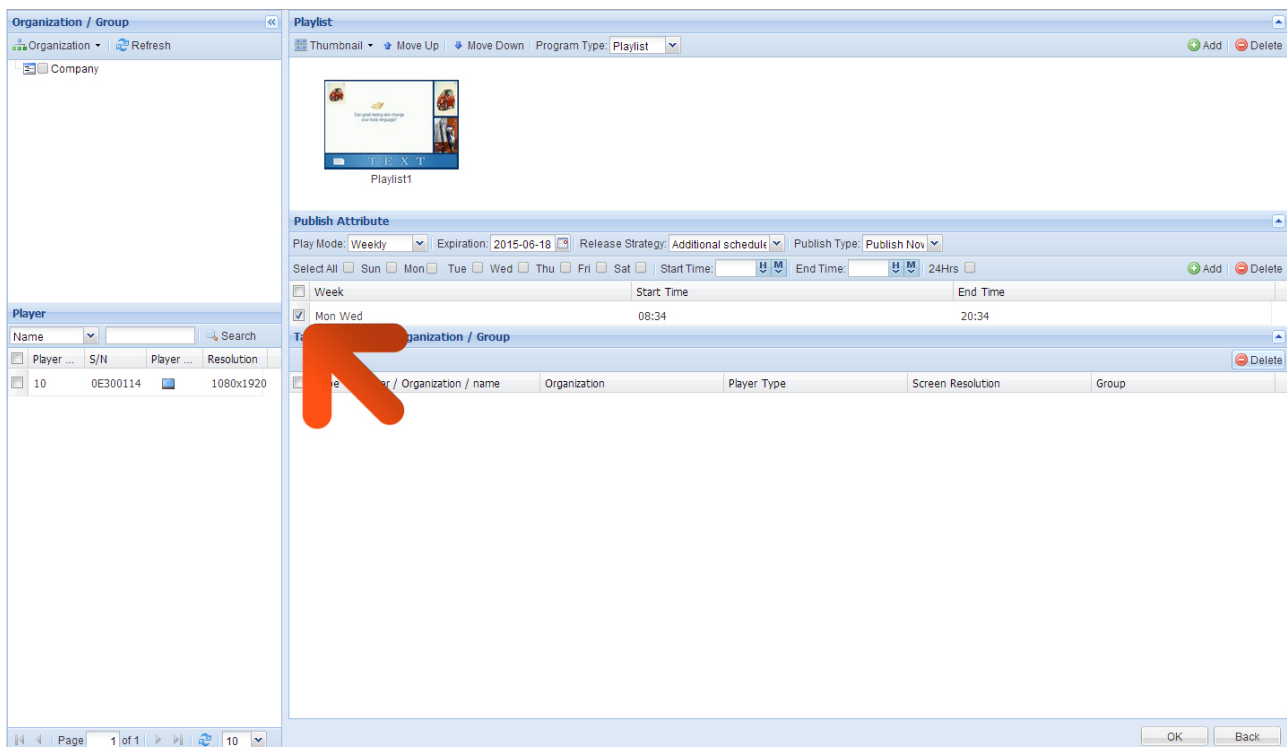 Organization / Group
Organization Refresh
Company
Player
Name Search
Player ... S/N Player ... Resolution
10 0E300114 1080x1920
Page 1 of 1 10
Playlist
Thumbnail Move Up Move Down Program Type: Playlist Add Delete
Can great feeling skin change
your body language?
TEXT
Playlist1
Publish Attribute
Play Mode: Weekly Expiration: 2015-06-18 Release Strategy: Additional schedule Publish Type: Publish Nov
Select All Sun Mon Tue Wed Thu Fri Sat Start Time: H M End Time: H M 24Hrs Add Delete
Week Start Time End Time
Mon Wed 08:34 20:34
ganization / Group
Delete
/ Organization / name Organization Player Type Screen Resolution Group
OK Back